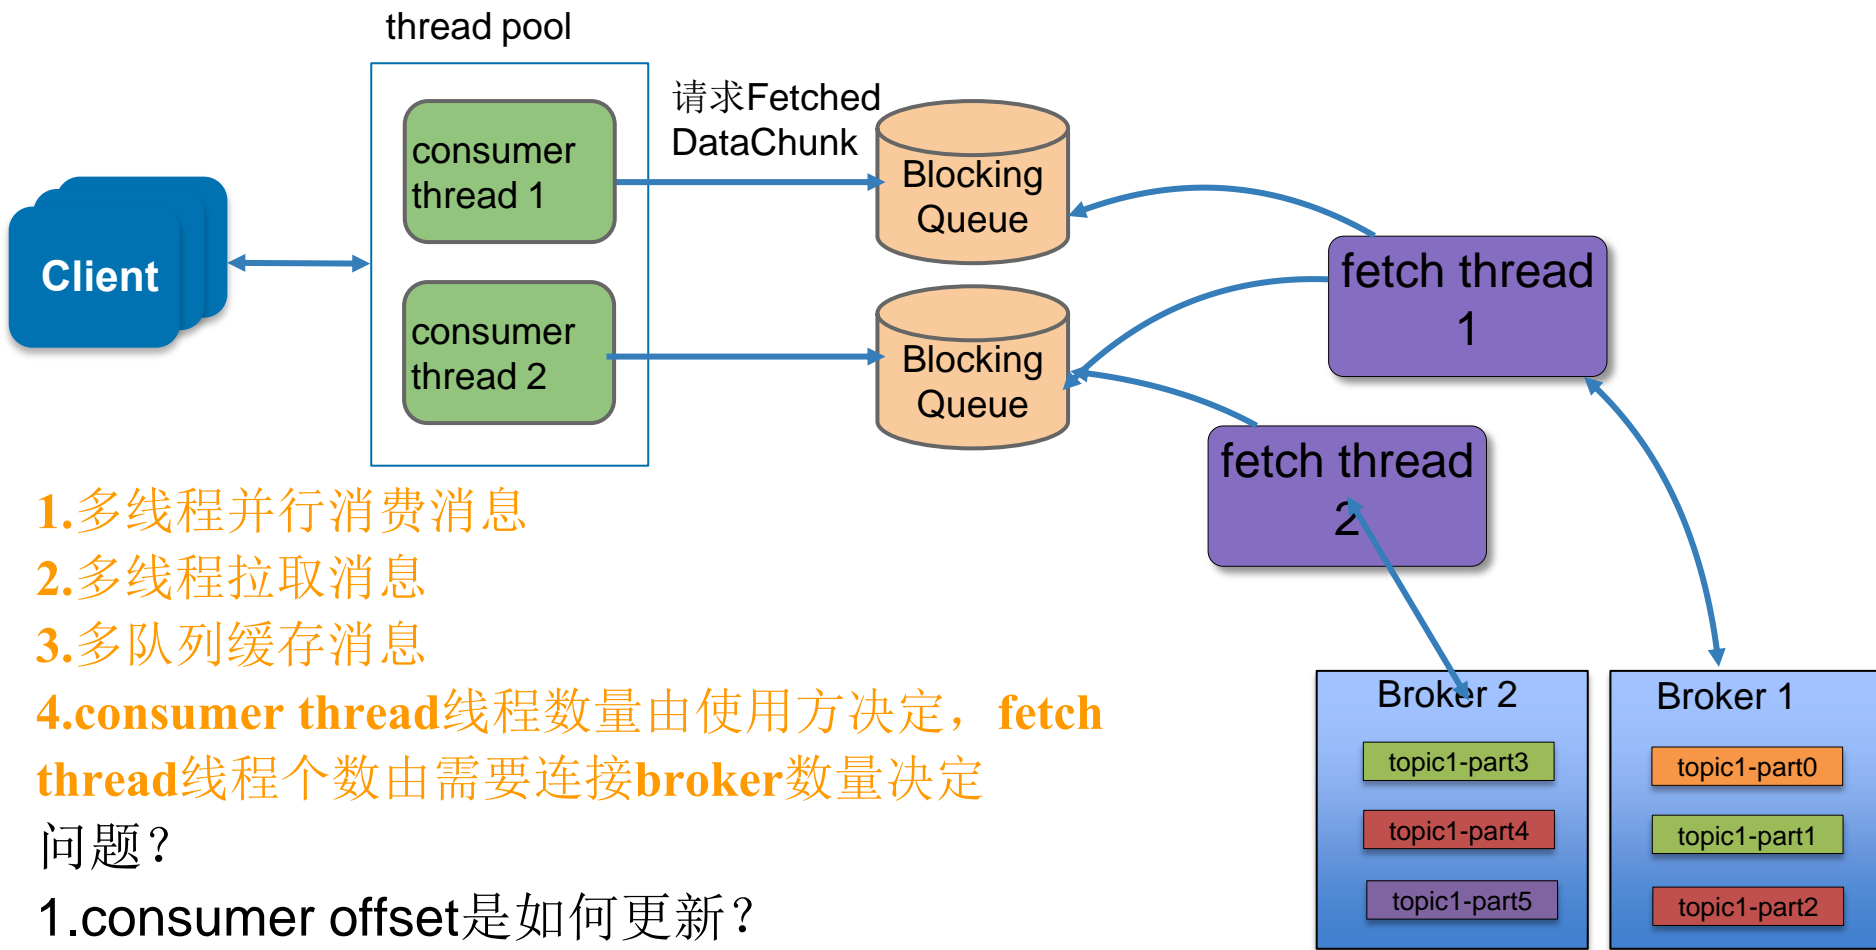 thread pool
请求Fetched
DataChunk
consumer
thread 1
Blocking
Queue
Client
fetch thread
1
consumer
thread 2
Blocking
Queue
fetch thread
2
1.多线程并行消费消息
2.多线程拉取消息
3.多队列缓存消息
4.consumer thread线程数量由使用方决定，fetch
thread线程个数由需要连接broker数量决定
问题？
1.consumer offset是如何更新？
Broker 2
topic1-part3
topic1-part4
topic1-part5
Broker 1
topic1-part0
topic1-part1
topic1-part2